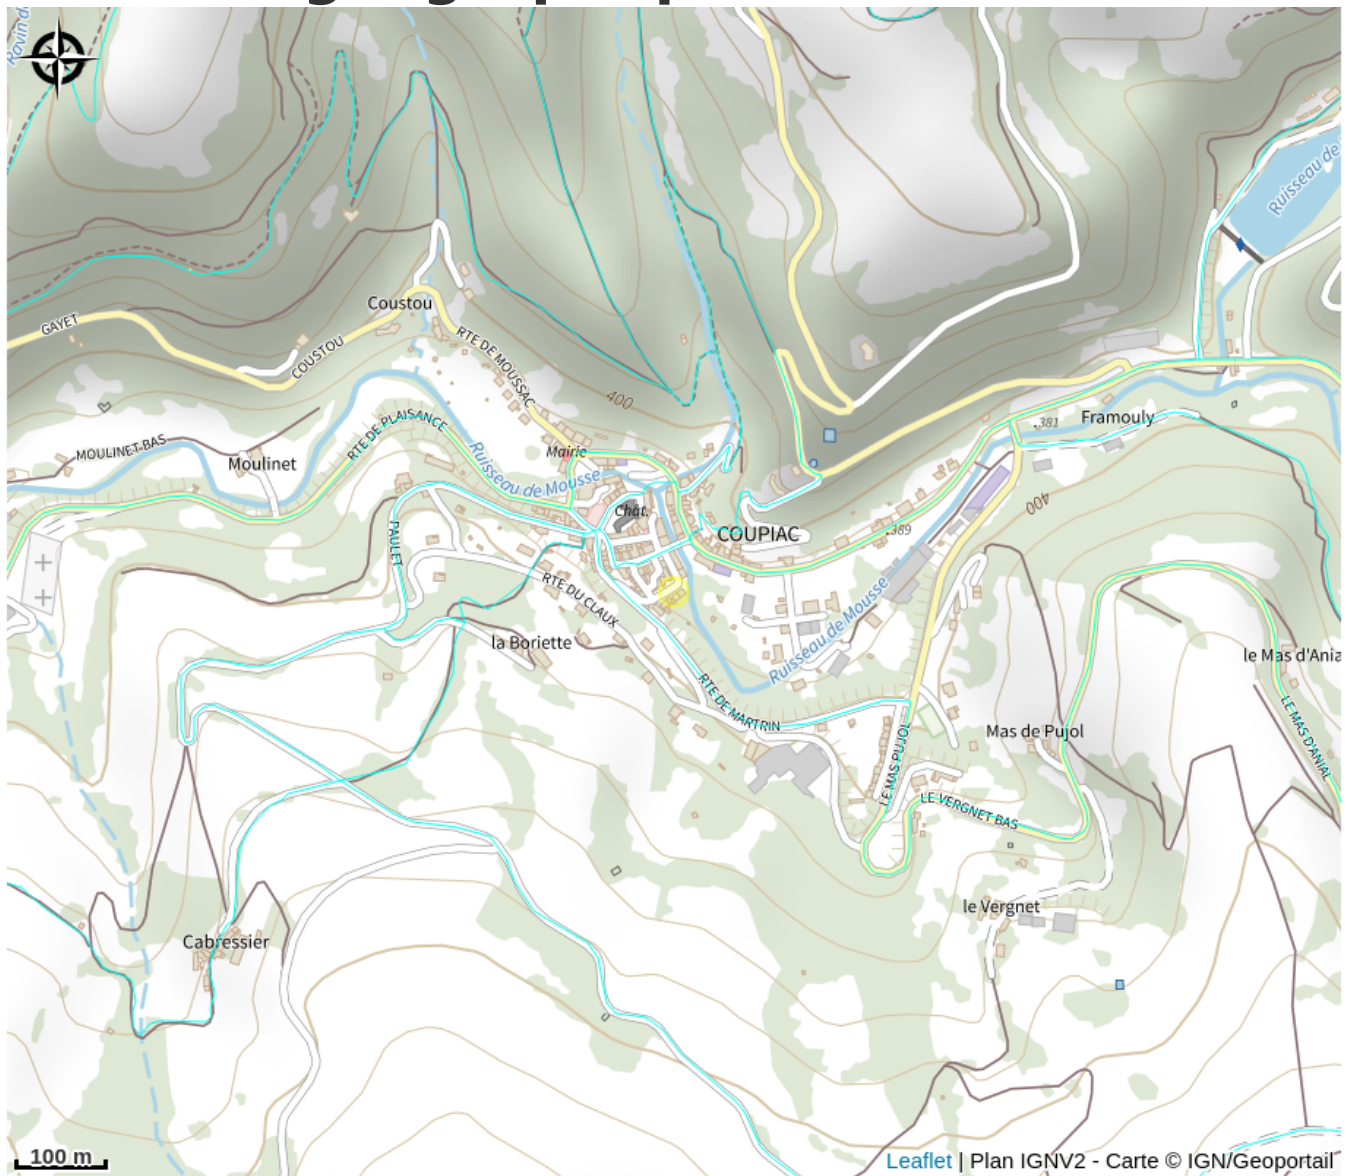 Coustou
GAYET
COUSTOU
RTE DE MOUSSAC
400
MOULINET-BAS
RTE DE PLAISANCE
Moulinet
Mairie
Ruisseau de Mousse
Chât.
COUPIAC
389
381
Framouly
400
Ruisseau de
PAULET
RTE DU CLAUX
la Boriette
Ruisseau de Mousse
le Mas d'Ania
RTE DE MARTRIN
LE MAS PUJOL
Mas de Pujol
LE MAS D'ANIAL
LE VERGNET BAS
le Vergnet
Cabressier
100 m
Leaflet | Plan IGNV2 - Carte © IGN/Geoportail